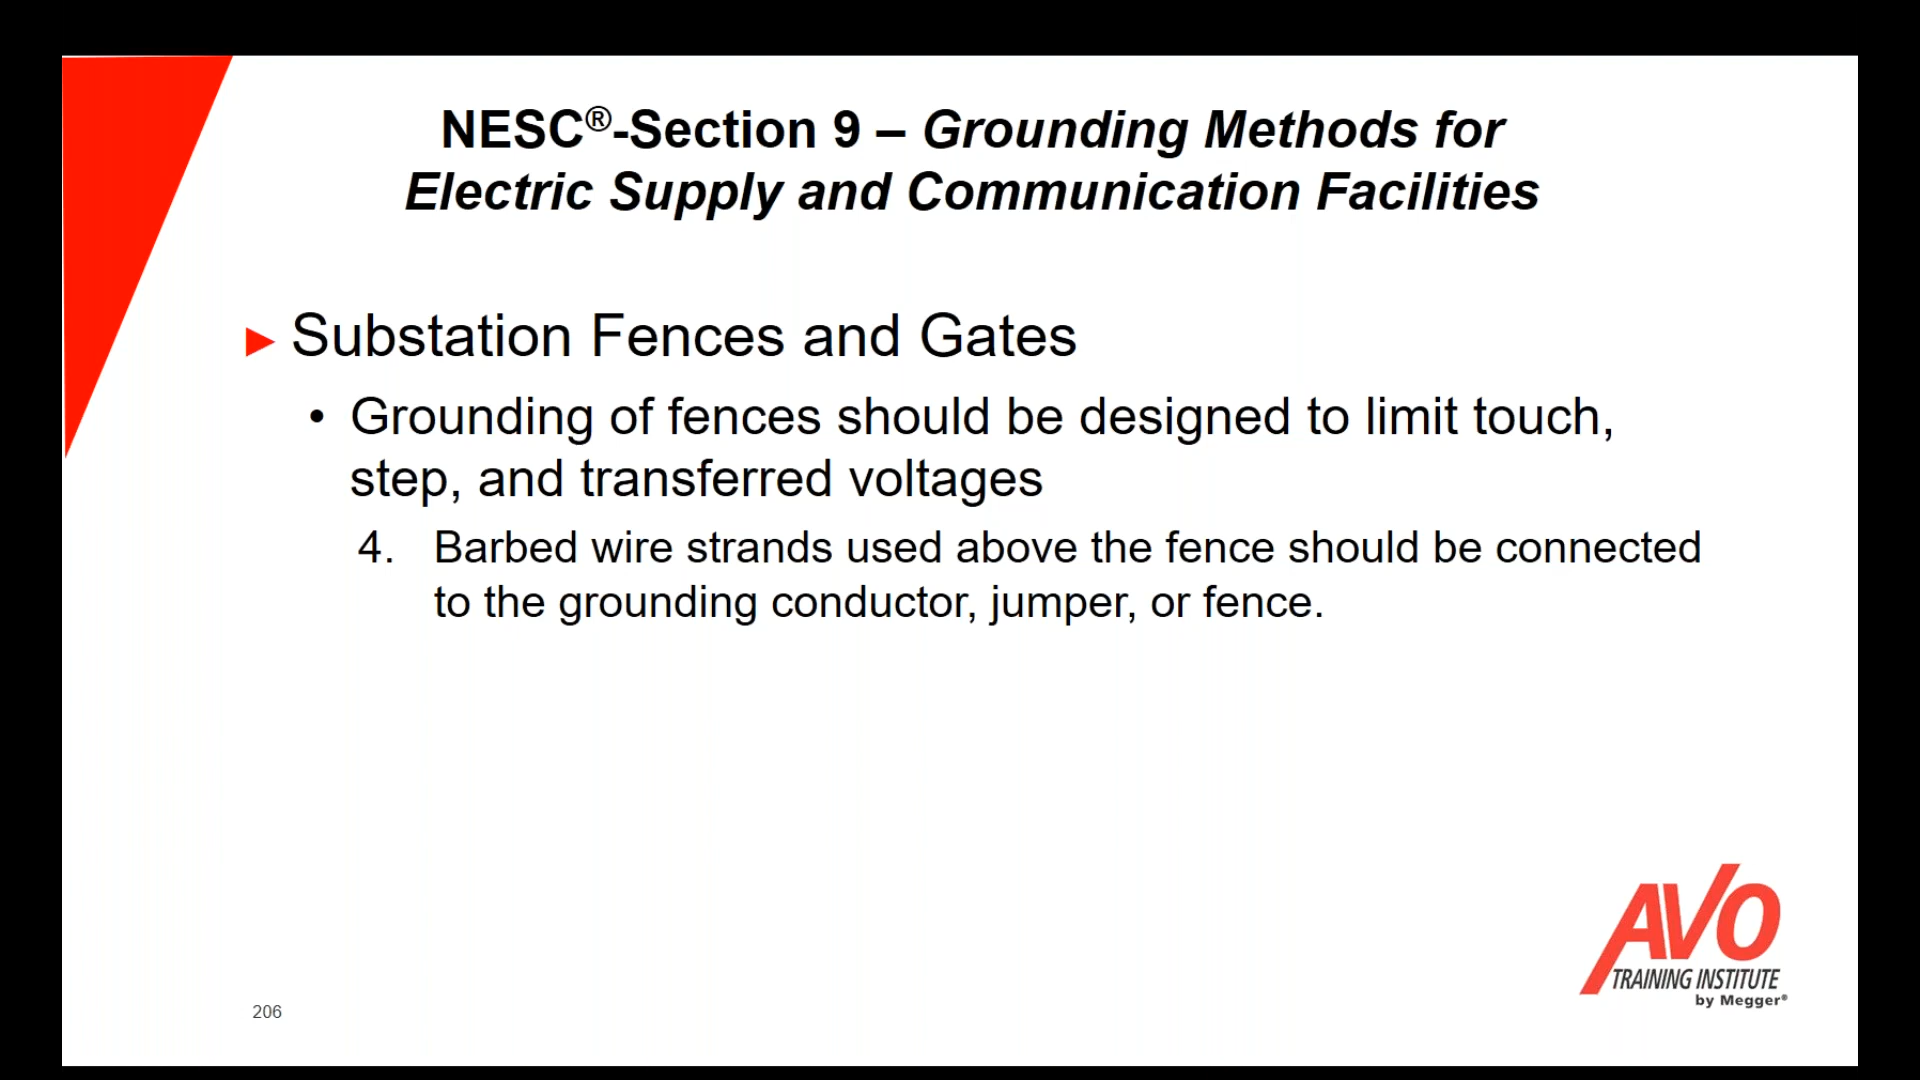 NESC®-Section 9 – Grounding Methods for
Electric Supply and Communication Facilities
► Substation Fences and Gates
• Grounding of fences should be designed to limit touch,
step, and transferred voltages
4. Barbed wire strands used above the fence should be connected
to the grounding conductor, jumper, or fence.
AVO
TRAINING INSTITUTE
by Megger®
206